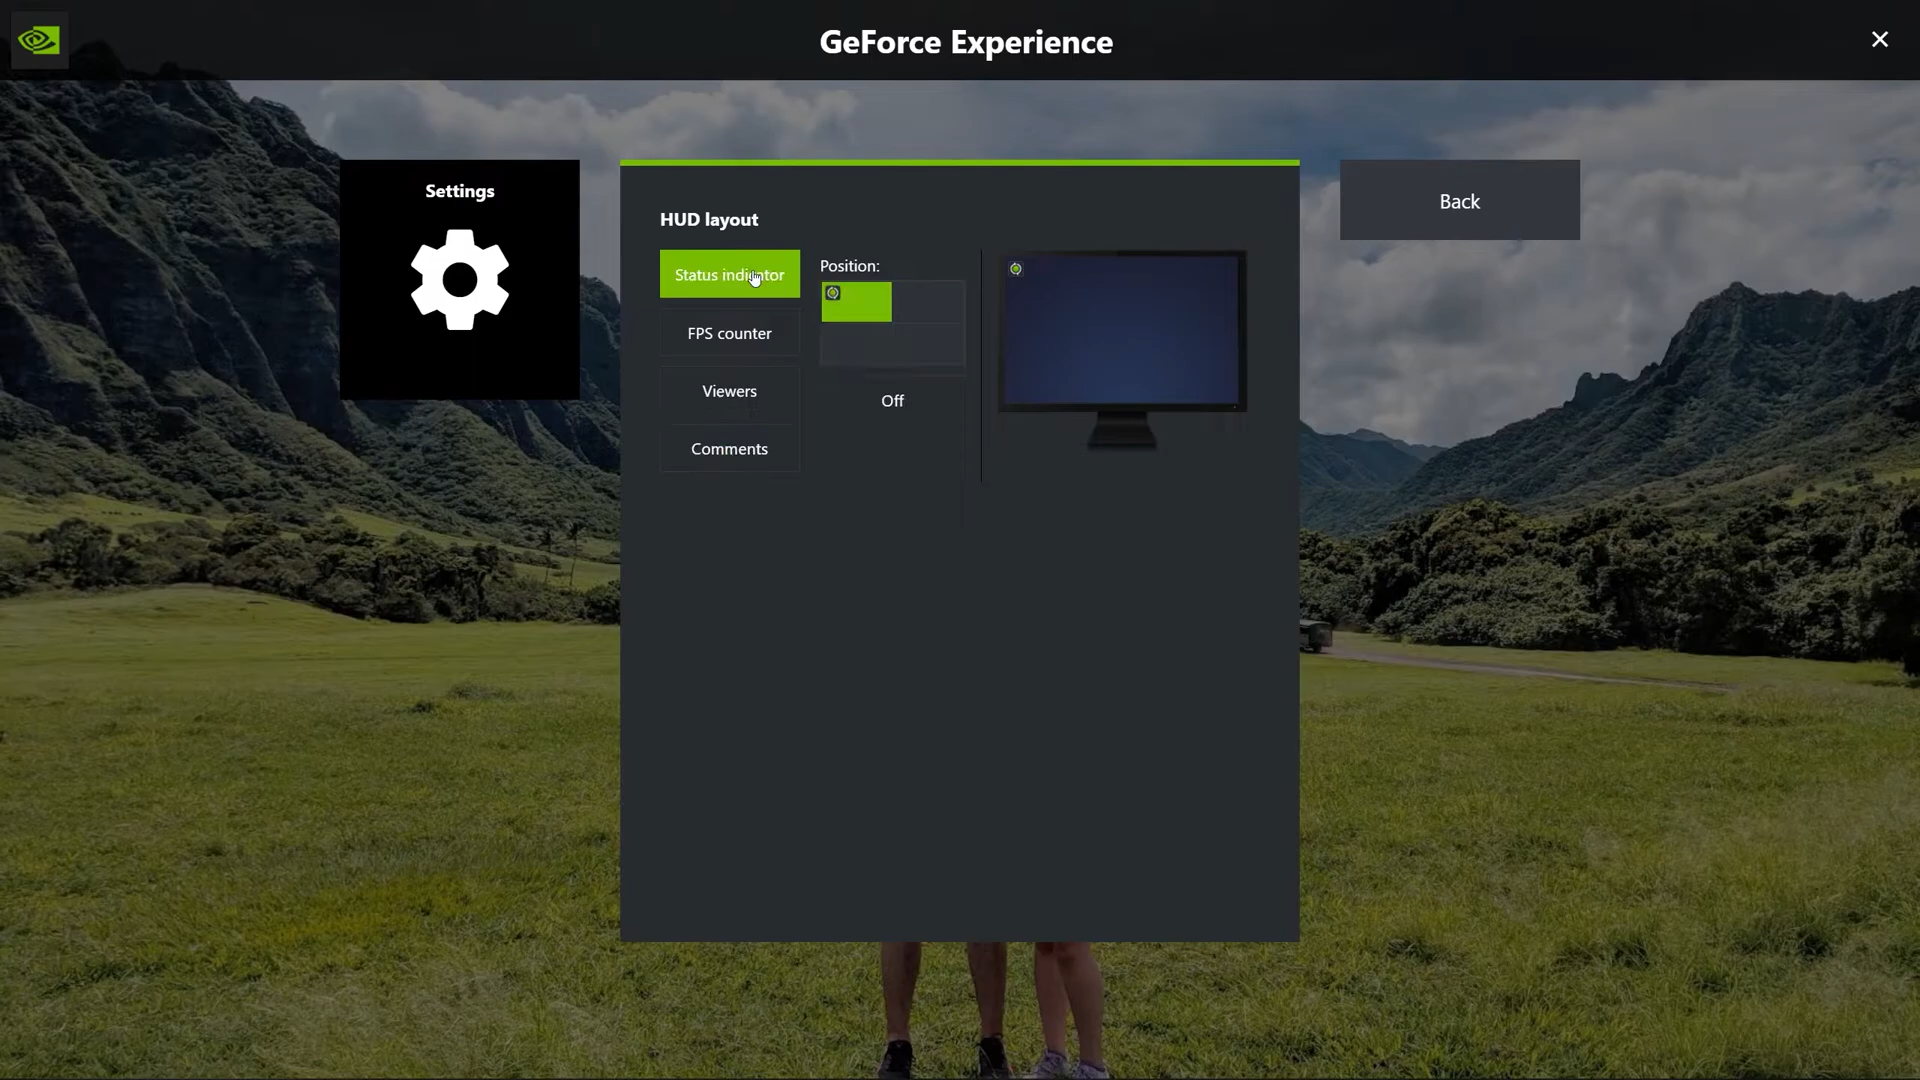 GeForce Experience
Settings
Back
HUD layout
Status indicator
Position:
FPS counter
Viewers
Off
Comments